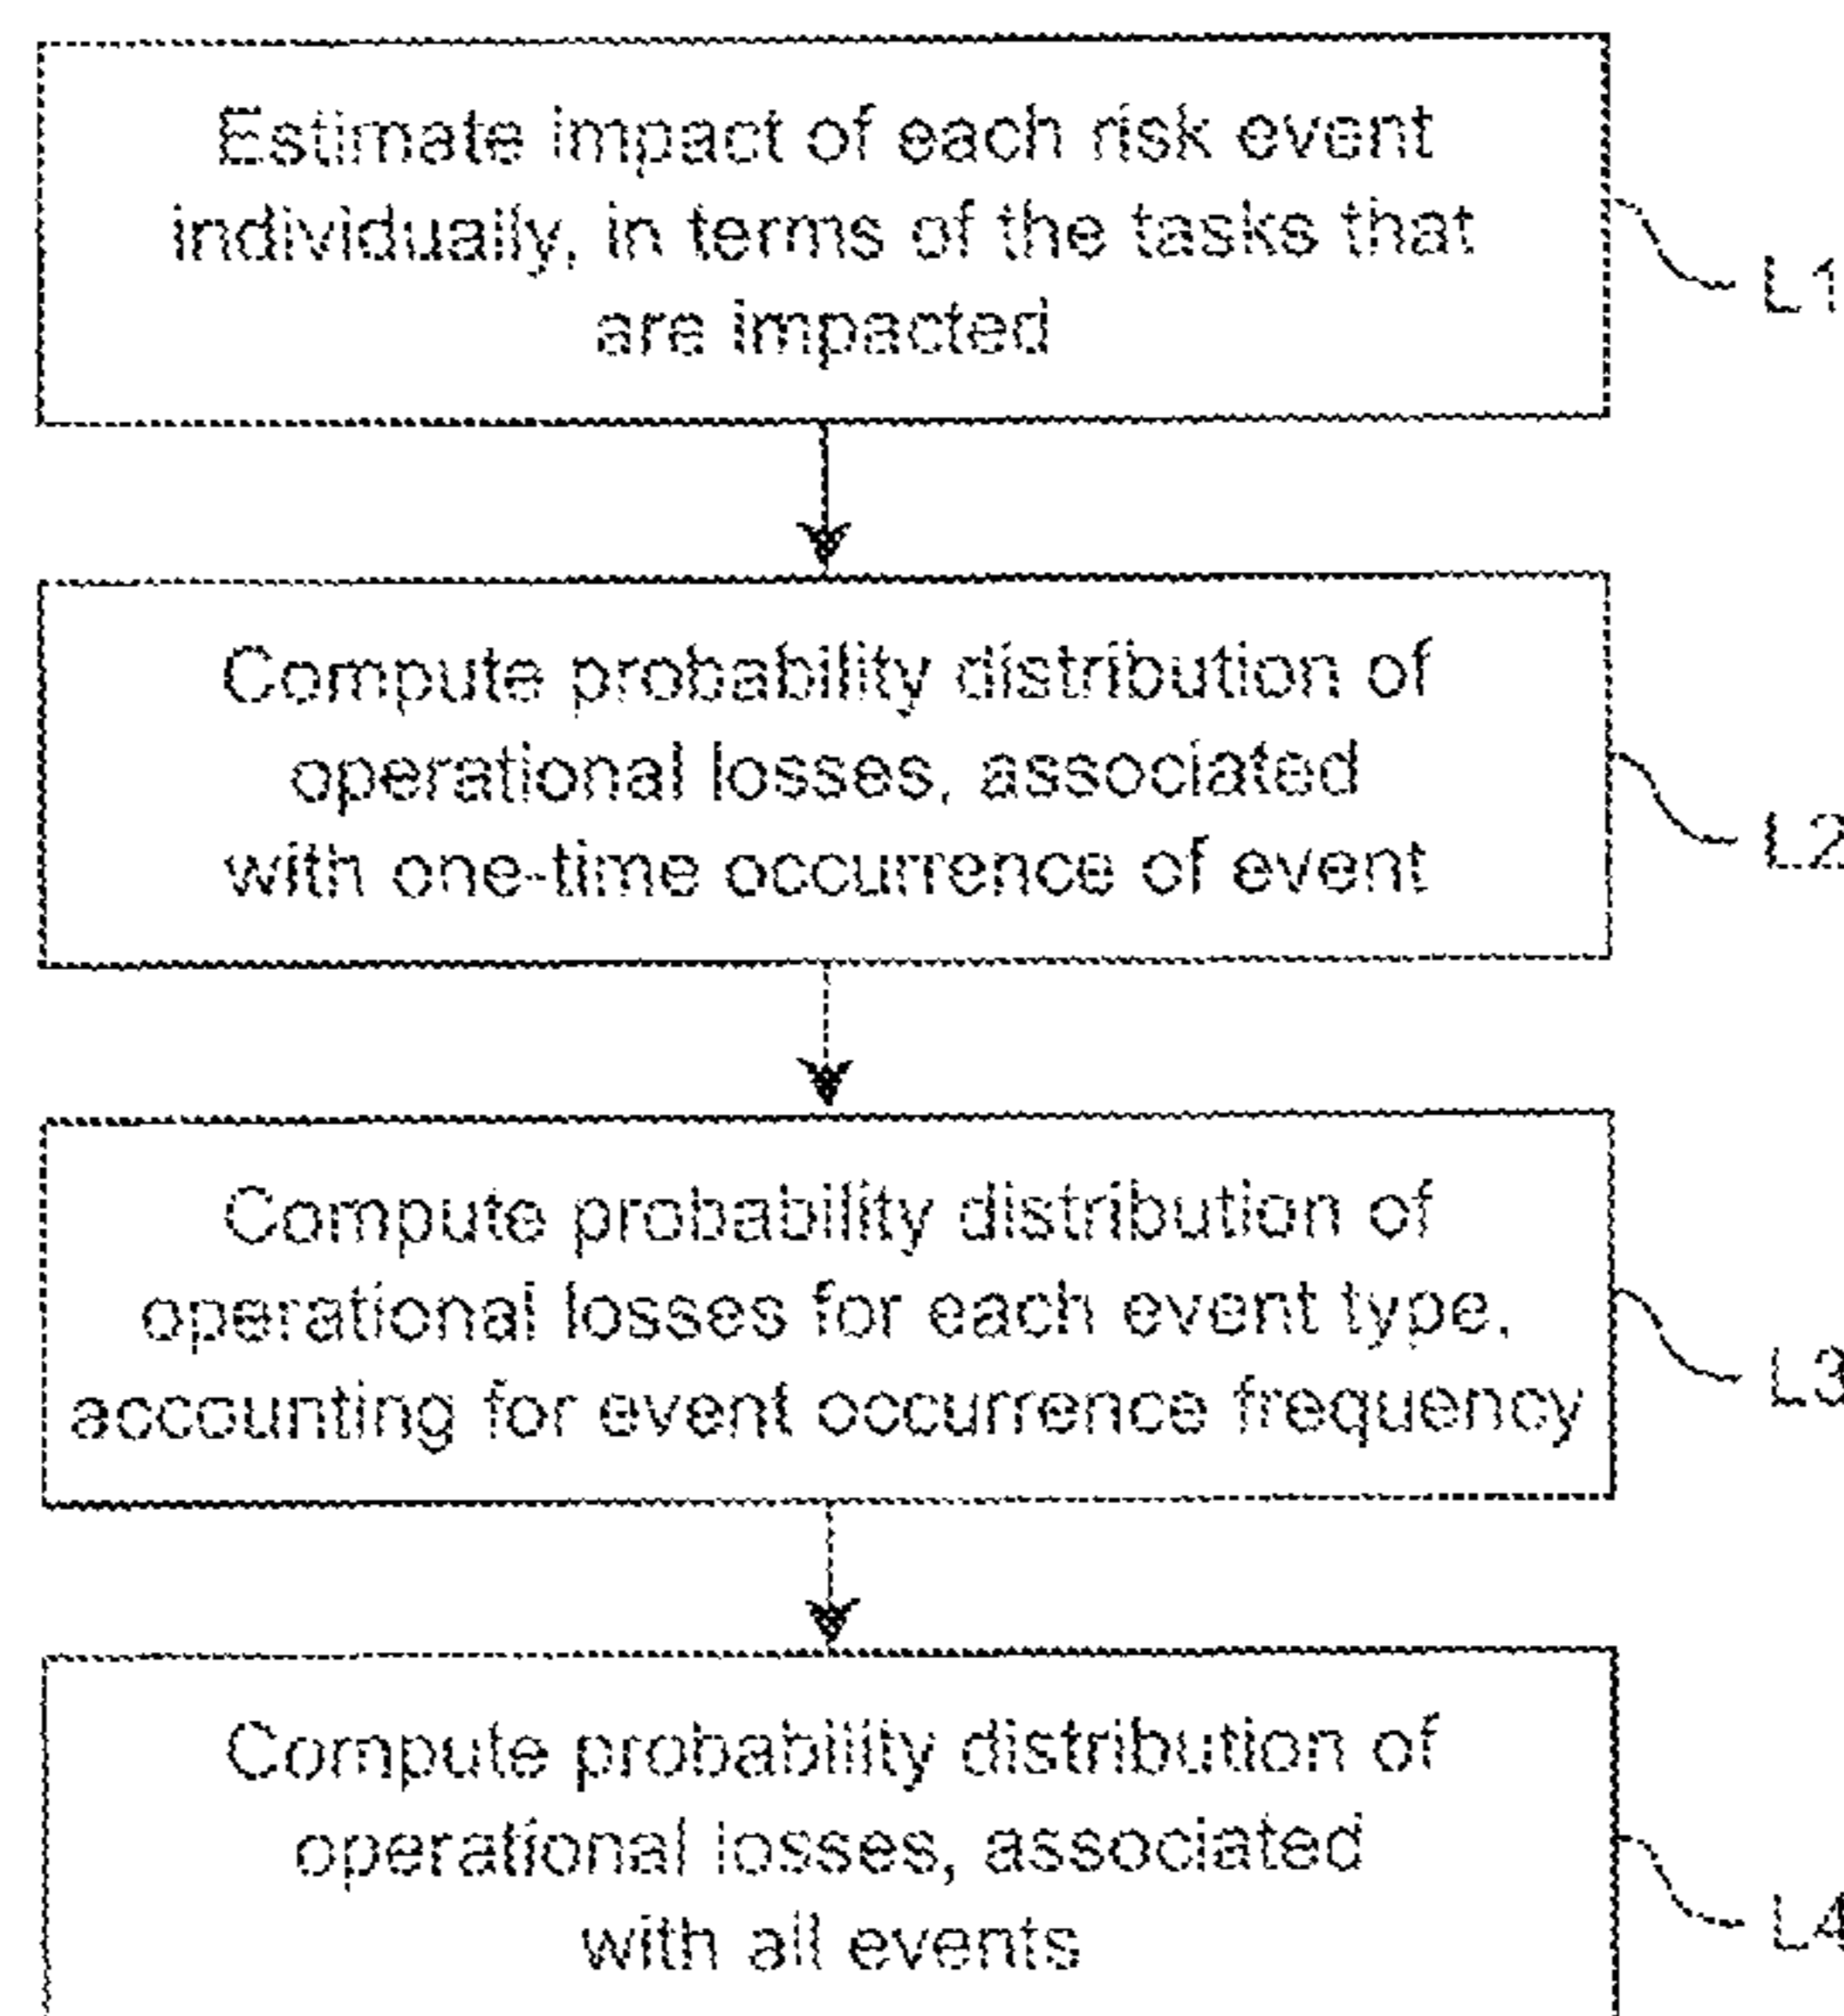 Estimate impact of each risk event
individually, in terms of the tasks that
are impacted
L1
Compute probability distribution of
operational losses, associated
with one-time occurrence of event
L2
Compute probability distribution of
operational losses for each event type,
accounting for event occurrence frequency
L3
Compute probability distribution of
operational losses, associated
with all events
L4